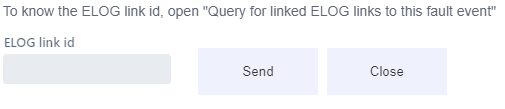 To know the ELOG link id, open "Query for linked ELOG links to this fault event"
ELOG link id
Send
Close